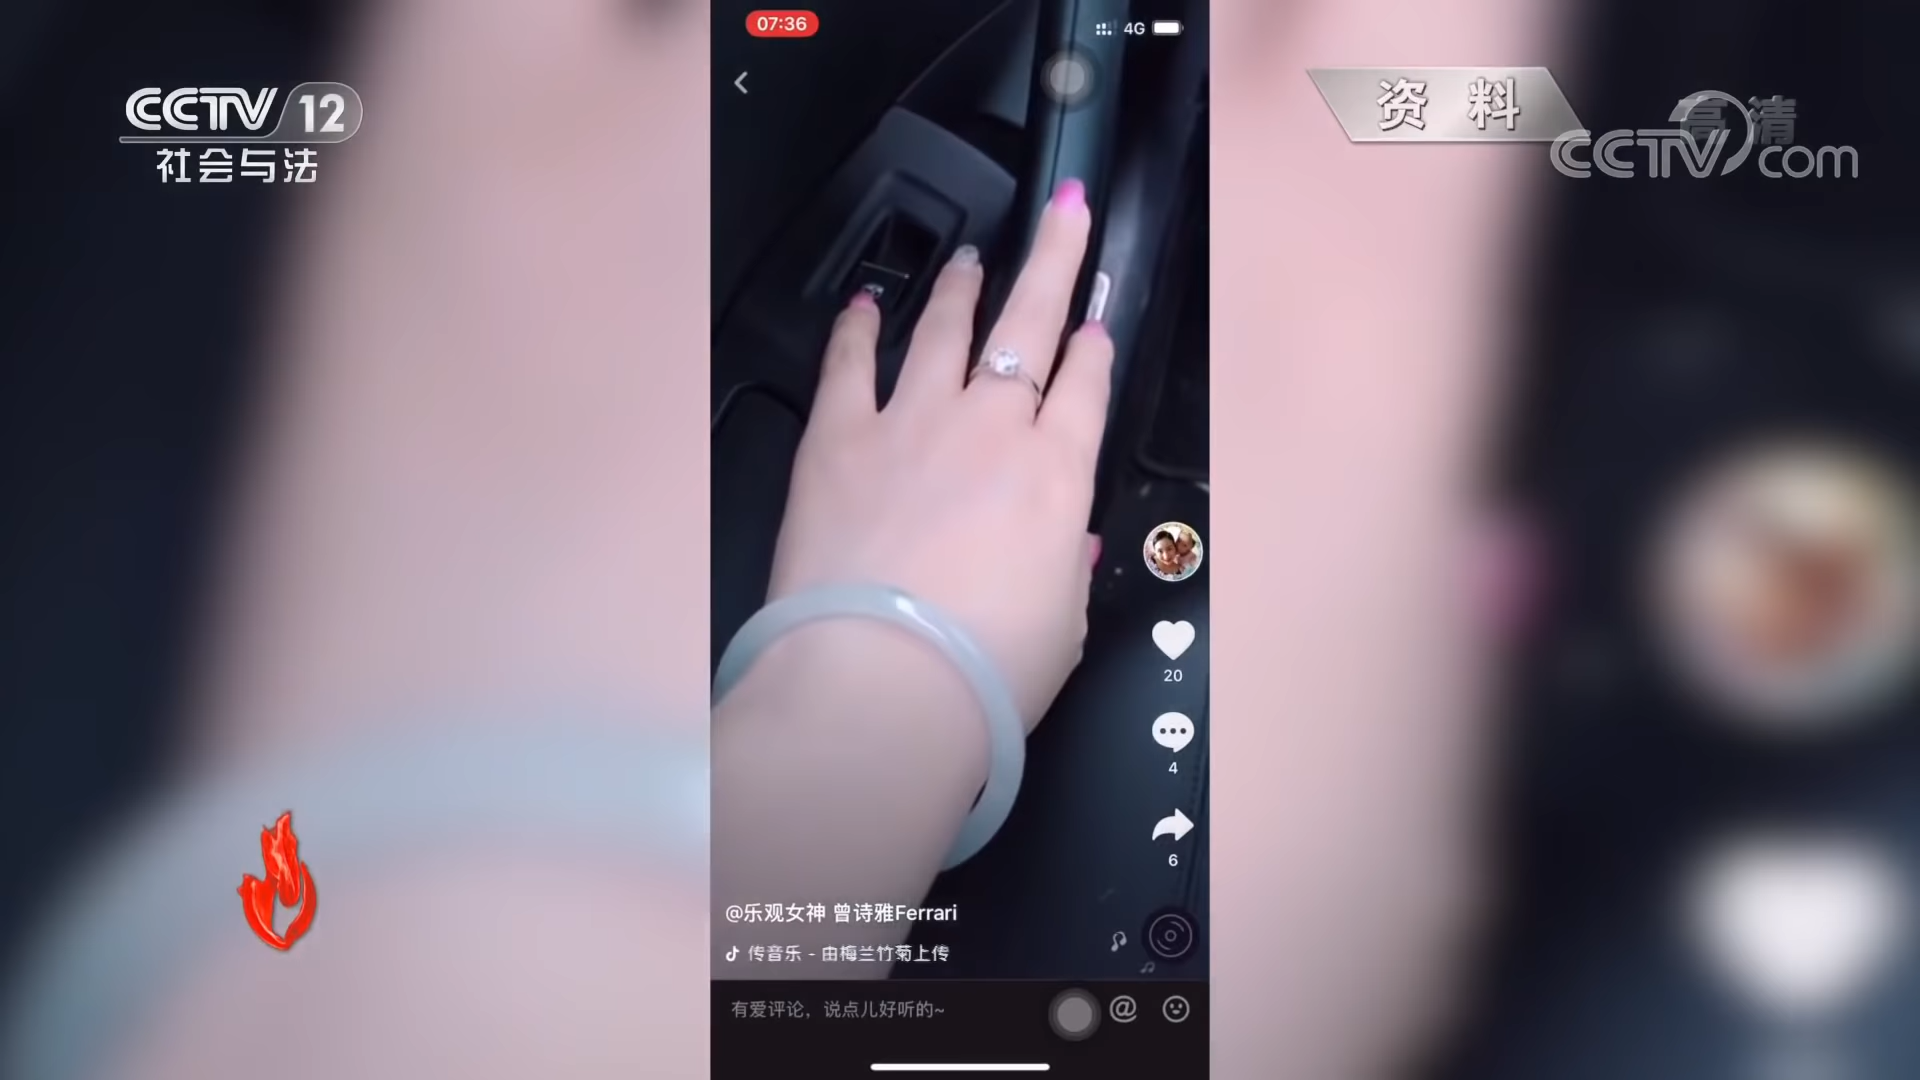 07:36
4G
CCTV 12
社会与法
资料
高清
CCTV.com
20
4
6
@乐观女神 曾诗雅Ferrari
传音乐 - 由梅兰竹菊上传
有爱评论，说点儿好听的~
@